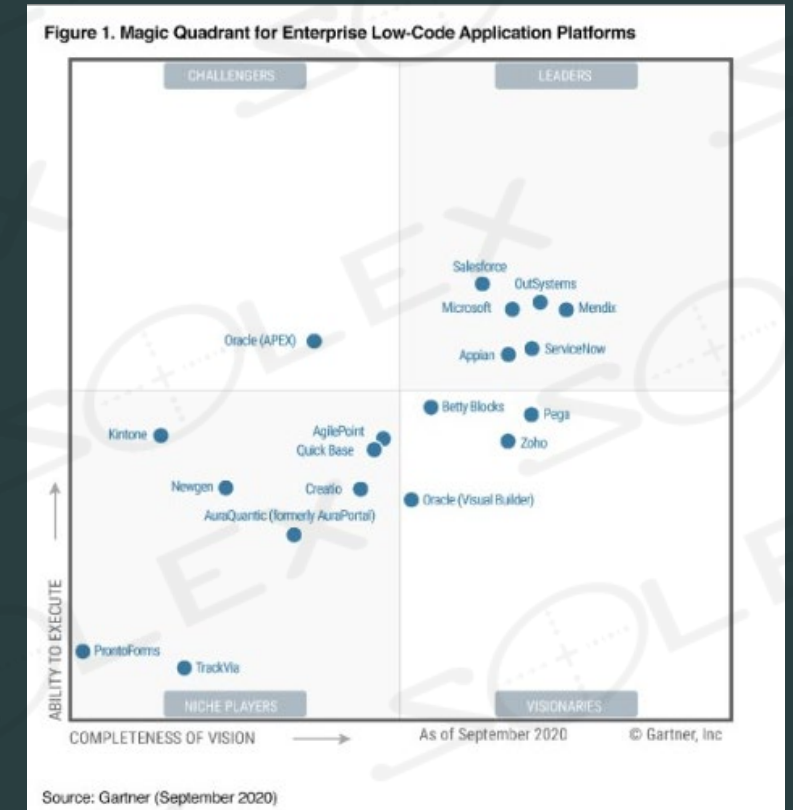 Figure 1. Magic Quadrant for Enterprise Low-Code Application Platforms
CHALLENGERS
LEADERS
Salesforce
OutSystems
Microsoft
Mendix
Oracle (APEX)
Appian
ServiceNow
Betty Blocks
Pega
Kintone
AgilePoint
Zoho
Quick Base
Newgen
Creatio
Oracle (Visual Builder)
AuraQuantic (formerly AuraPortal)
ProntoForms
TrackVia
NICHE PLAYERS
VISIONARIES
ABILITY TO EXECUTE
COMPLETENESS OF VISION
As of September 2020
© Gartner, Inc
Source: Gartner (September 2020)
SOLEX